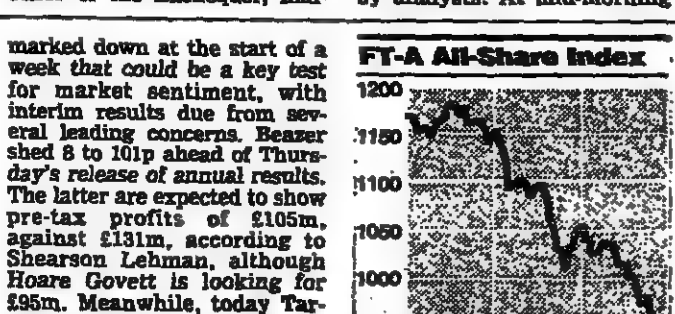 marked down at the start of a
week that could be a key test
for market sentiment, with
interim results due from sev-
eral leading concerns. Beazer
shed 8 to 101p ahead of Thurs-
day's release of annual results.
The latter are expected to show
pre-tax profits of £105m,
against £131m, according to
Shearson Lehman, although
Hoare Govett is looking for
£95m. Meanwhile, today Tar-
FT-A All-Share Index
1200
1150
1100
1050
1000